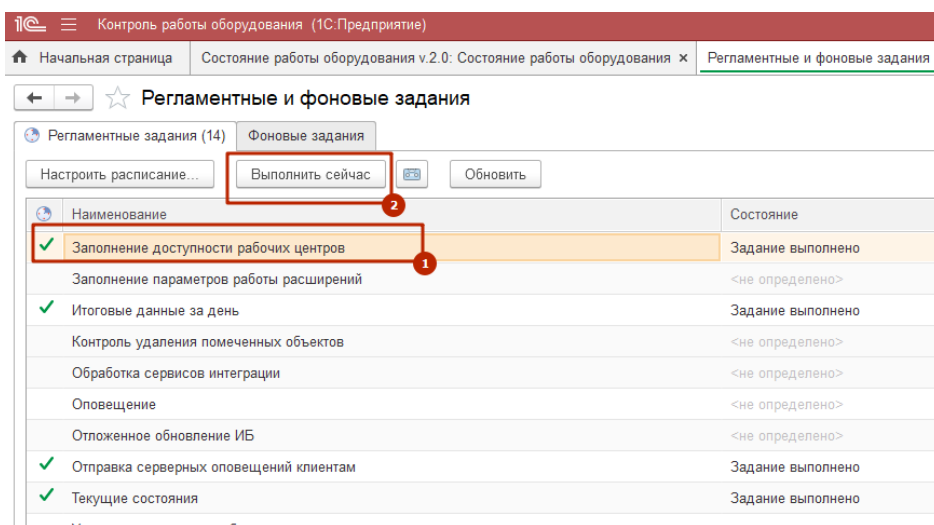 1С Контроль работы оборудования (1С:Предприятие)
Начальная страница Состояние работы оборудования v.2.0: Состояние работы оборудования × Регламентные и фоновые задания
Регламентные и фоновые задания
Регламентные задания (14) Фоновые задания
Настроить расписание... Выполнить сейчас Обновить
2
Наименование Состояние
Заполнение доступности рабочих центров Задание выполнено
1
Заполнение параметров работы расширений <не определено>
Итоговые данные за день Задание выполнено
Контроль удаления помеченных объектов <не определено>
Обработка сервисов интеграции <не определено>
Оповещение <не определено>
Отложенное обновление ИБ <не определено>
Отправка серверных оповещений клиентам Задание выполнено
Текущие состояния Задание выполнено